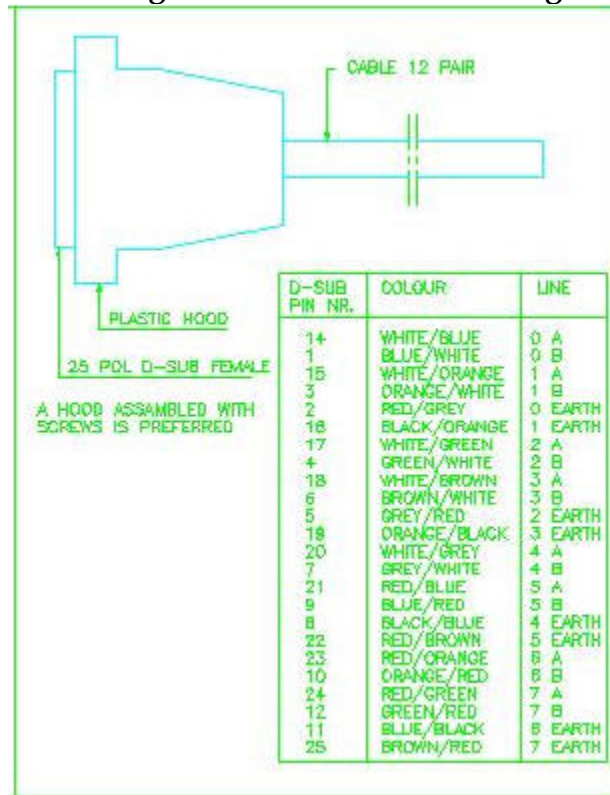 CABLE 12 PAIR
PLASTIC HOOD
25 POL D-SUB FEMALE
A HOOD ASSAMBLED WITH
SCREWS IS PREFERRED
D-SUB PIN NR. COLOUR LINE
14 WHITE/BLUE 0 A
1 BLUE/WHITE 0 B
15 WHITE/ORANGE 1 A
3 ORANGE/WHITE 1 B
2 RED/GREY 0 EARTH
16 BLACK/ORANGE 1 EARTH
17 WHITE/GREEN 2 A
4 GREEN/WHITE 2 B
18 WHITE/BROWN 3 A
6 BROWN/WHITE 3 B
5 GREY/RED 2 EARTH
19 ORANGE/BLACK 3 EARTH
20 WHITE/GREY 4 A
7 GREY/WHITE 4 B
21 RED/BLUE 5 A
9 BLUE/RED 5 B
8 BLACK/BLUE 4 EARTH
22 RED/BROWN 5 EARTH
23 RED/ORANGE 6 A
10 ORANGE/RED 6 B
24 RED/GREEN 7 A
12 GREEN/RED 7 B
11 BLUE/BLACK 6 EARTH
25 BROWN/RED 7 EARTH